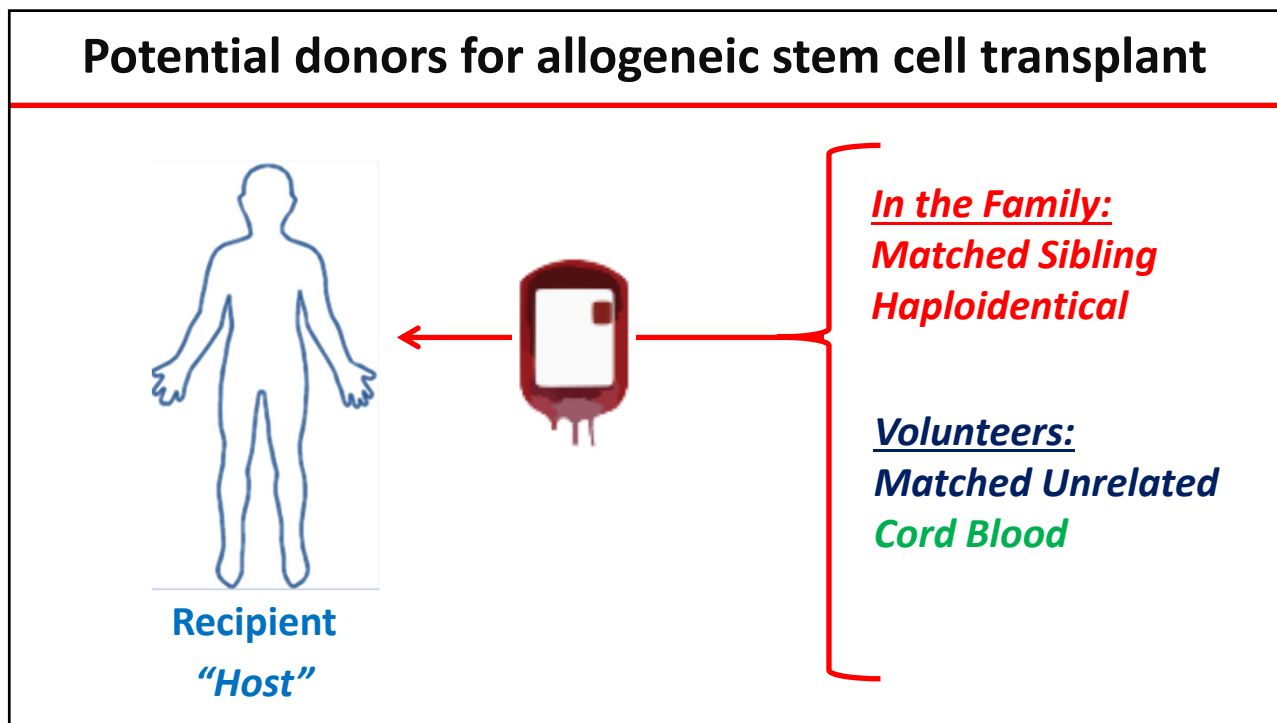 Potential donors for allogeneic stem cell transplant
In the Family:
Matched Sibling
Haploidentical
Volunteers:
Matched Unrelated
Cord Blood
Recipient
“Host”